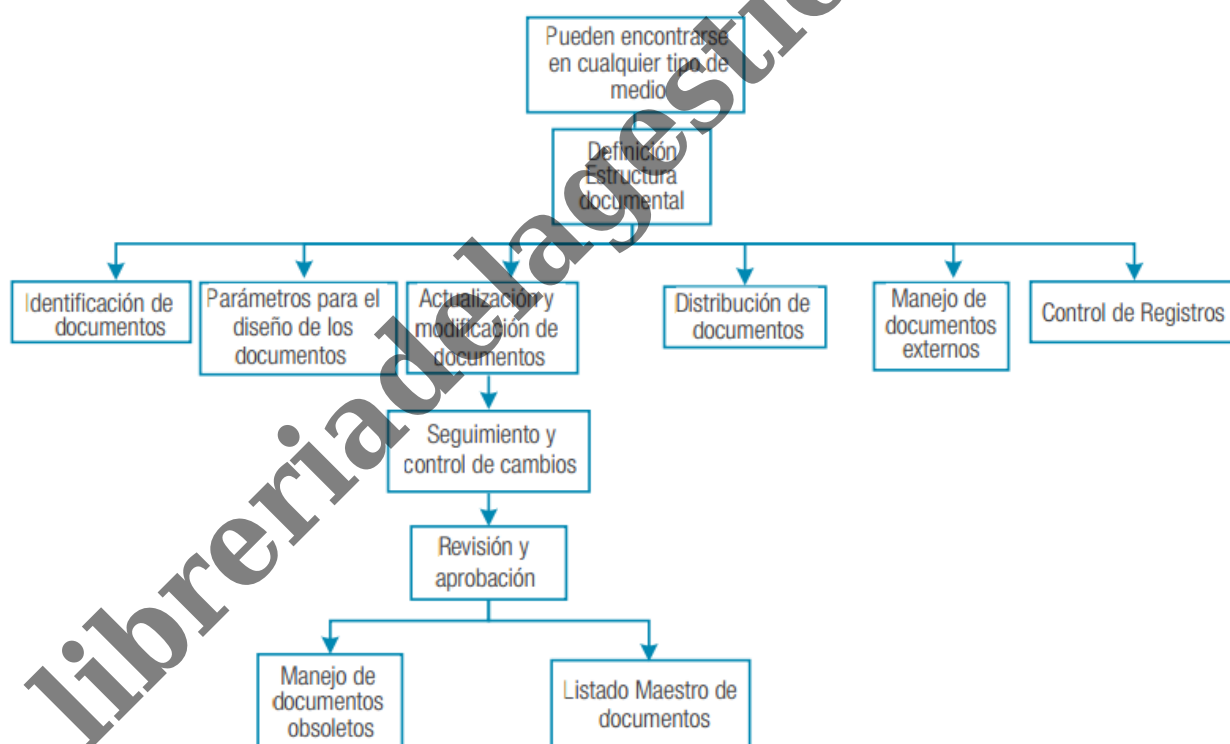 Pueden encontrarse
en cualquier tipo de
medio
Definición
Estructura
documental
Identificación de
documentos
Parámetros para el
diseño de los
documentos
Actualización y
modificación de
documentos
Distribución de
documentos
Manejo de
documentos
externos
Control de Registros
Seguimiento y
control de cambios
Revisión y
aprobación
Manejo de
documentos
obsoletos
Listado Maestro de
documentos
libreriadelagestio